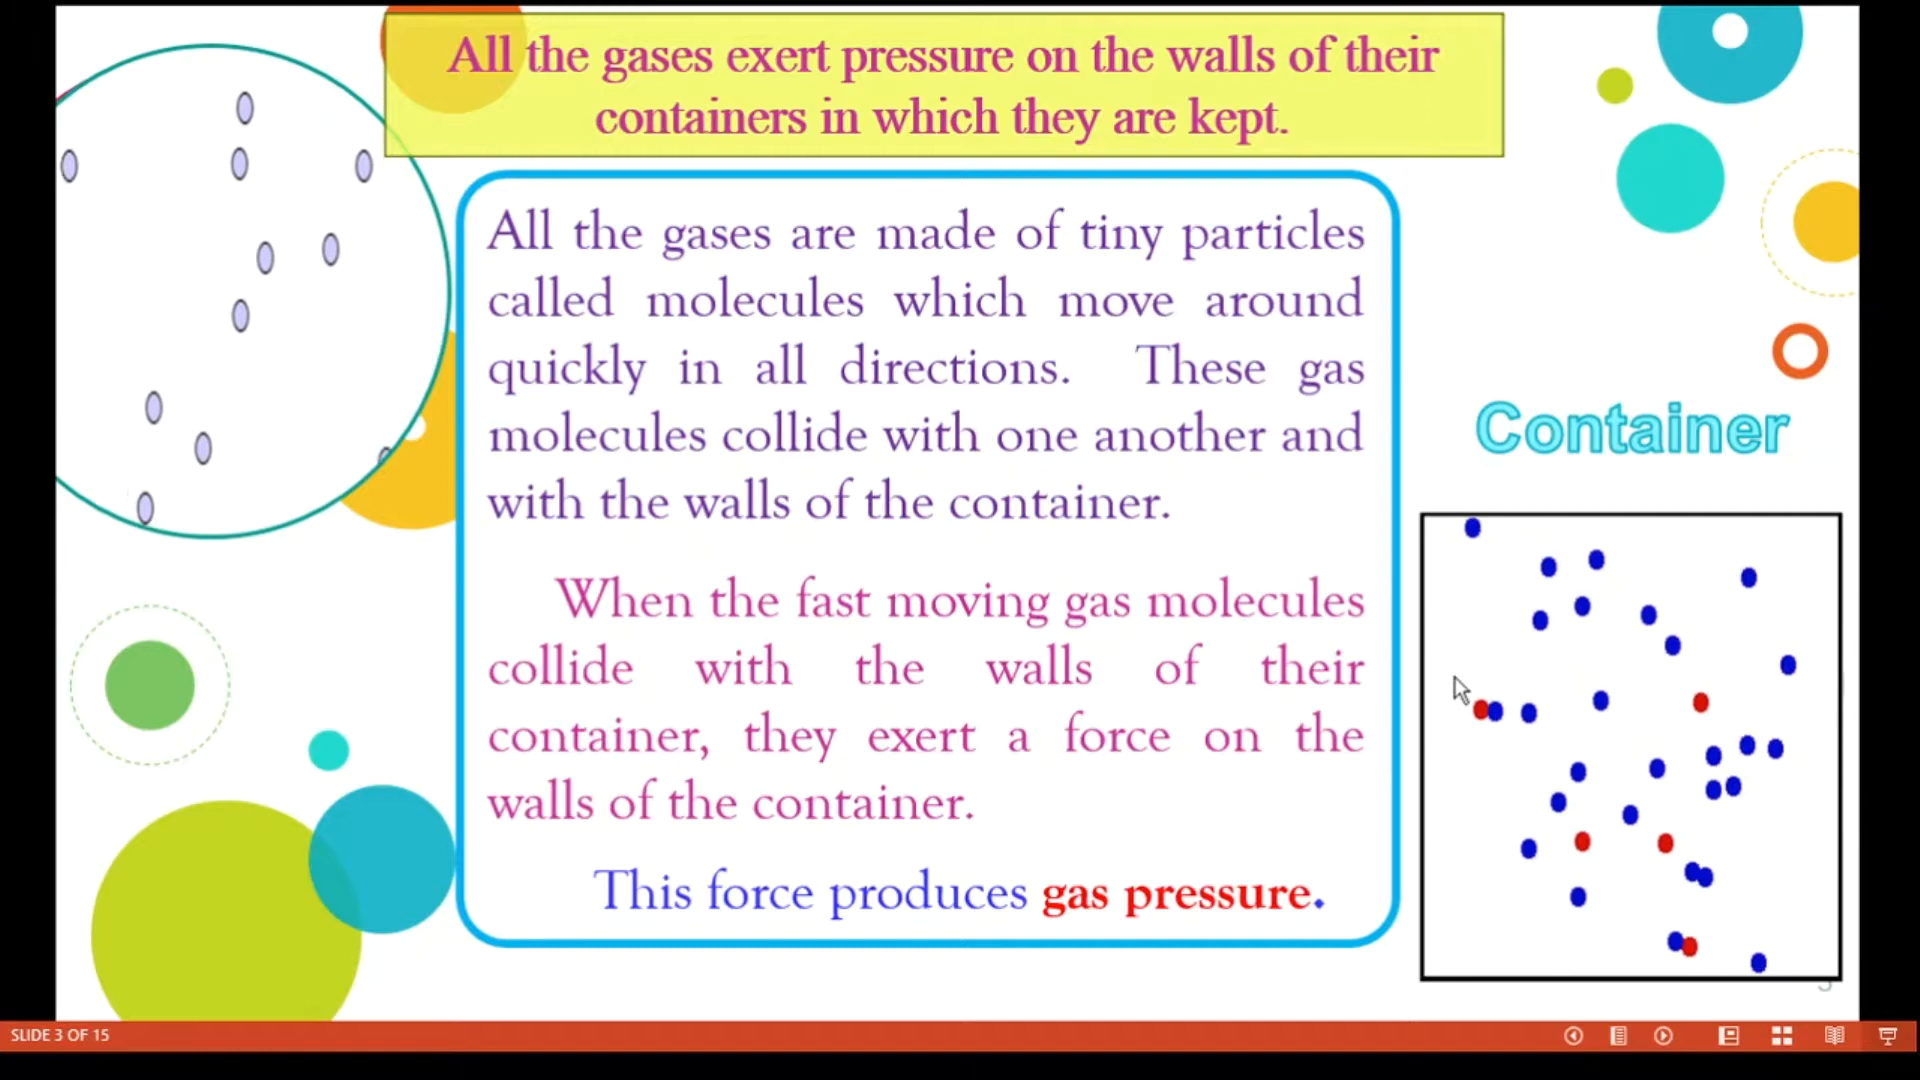 All the gases exert pressure on the walls of their
containers in which they are kept.
All the gases are made of tiny particles
called molecules which move around
quickly in all directions. These gas
molecules collide with one another and
with the walls of the container.
When the fast moving gas molecules
collide with the walls of their
container, they exert a force on the
walls of the container.
This force produces gas pressure.
Container
SLIDE 3 OF 15